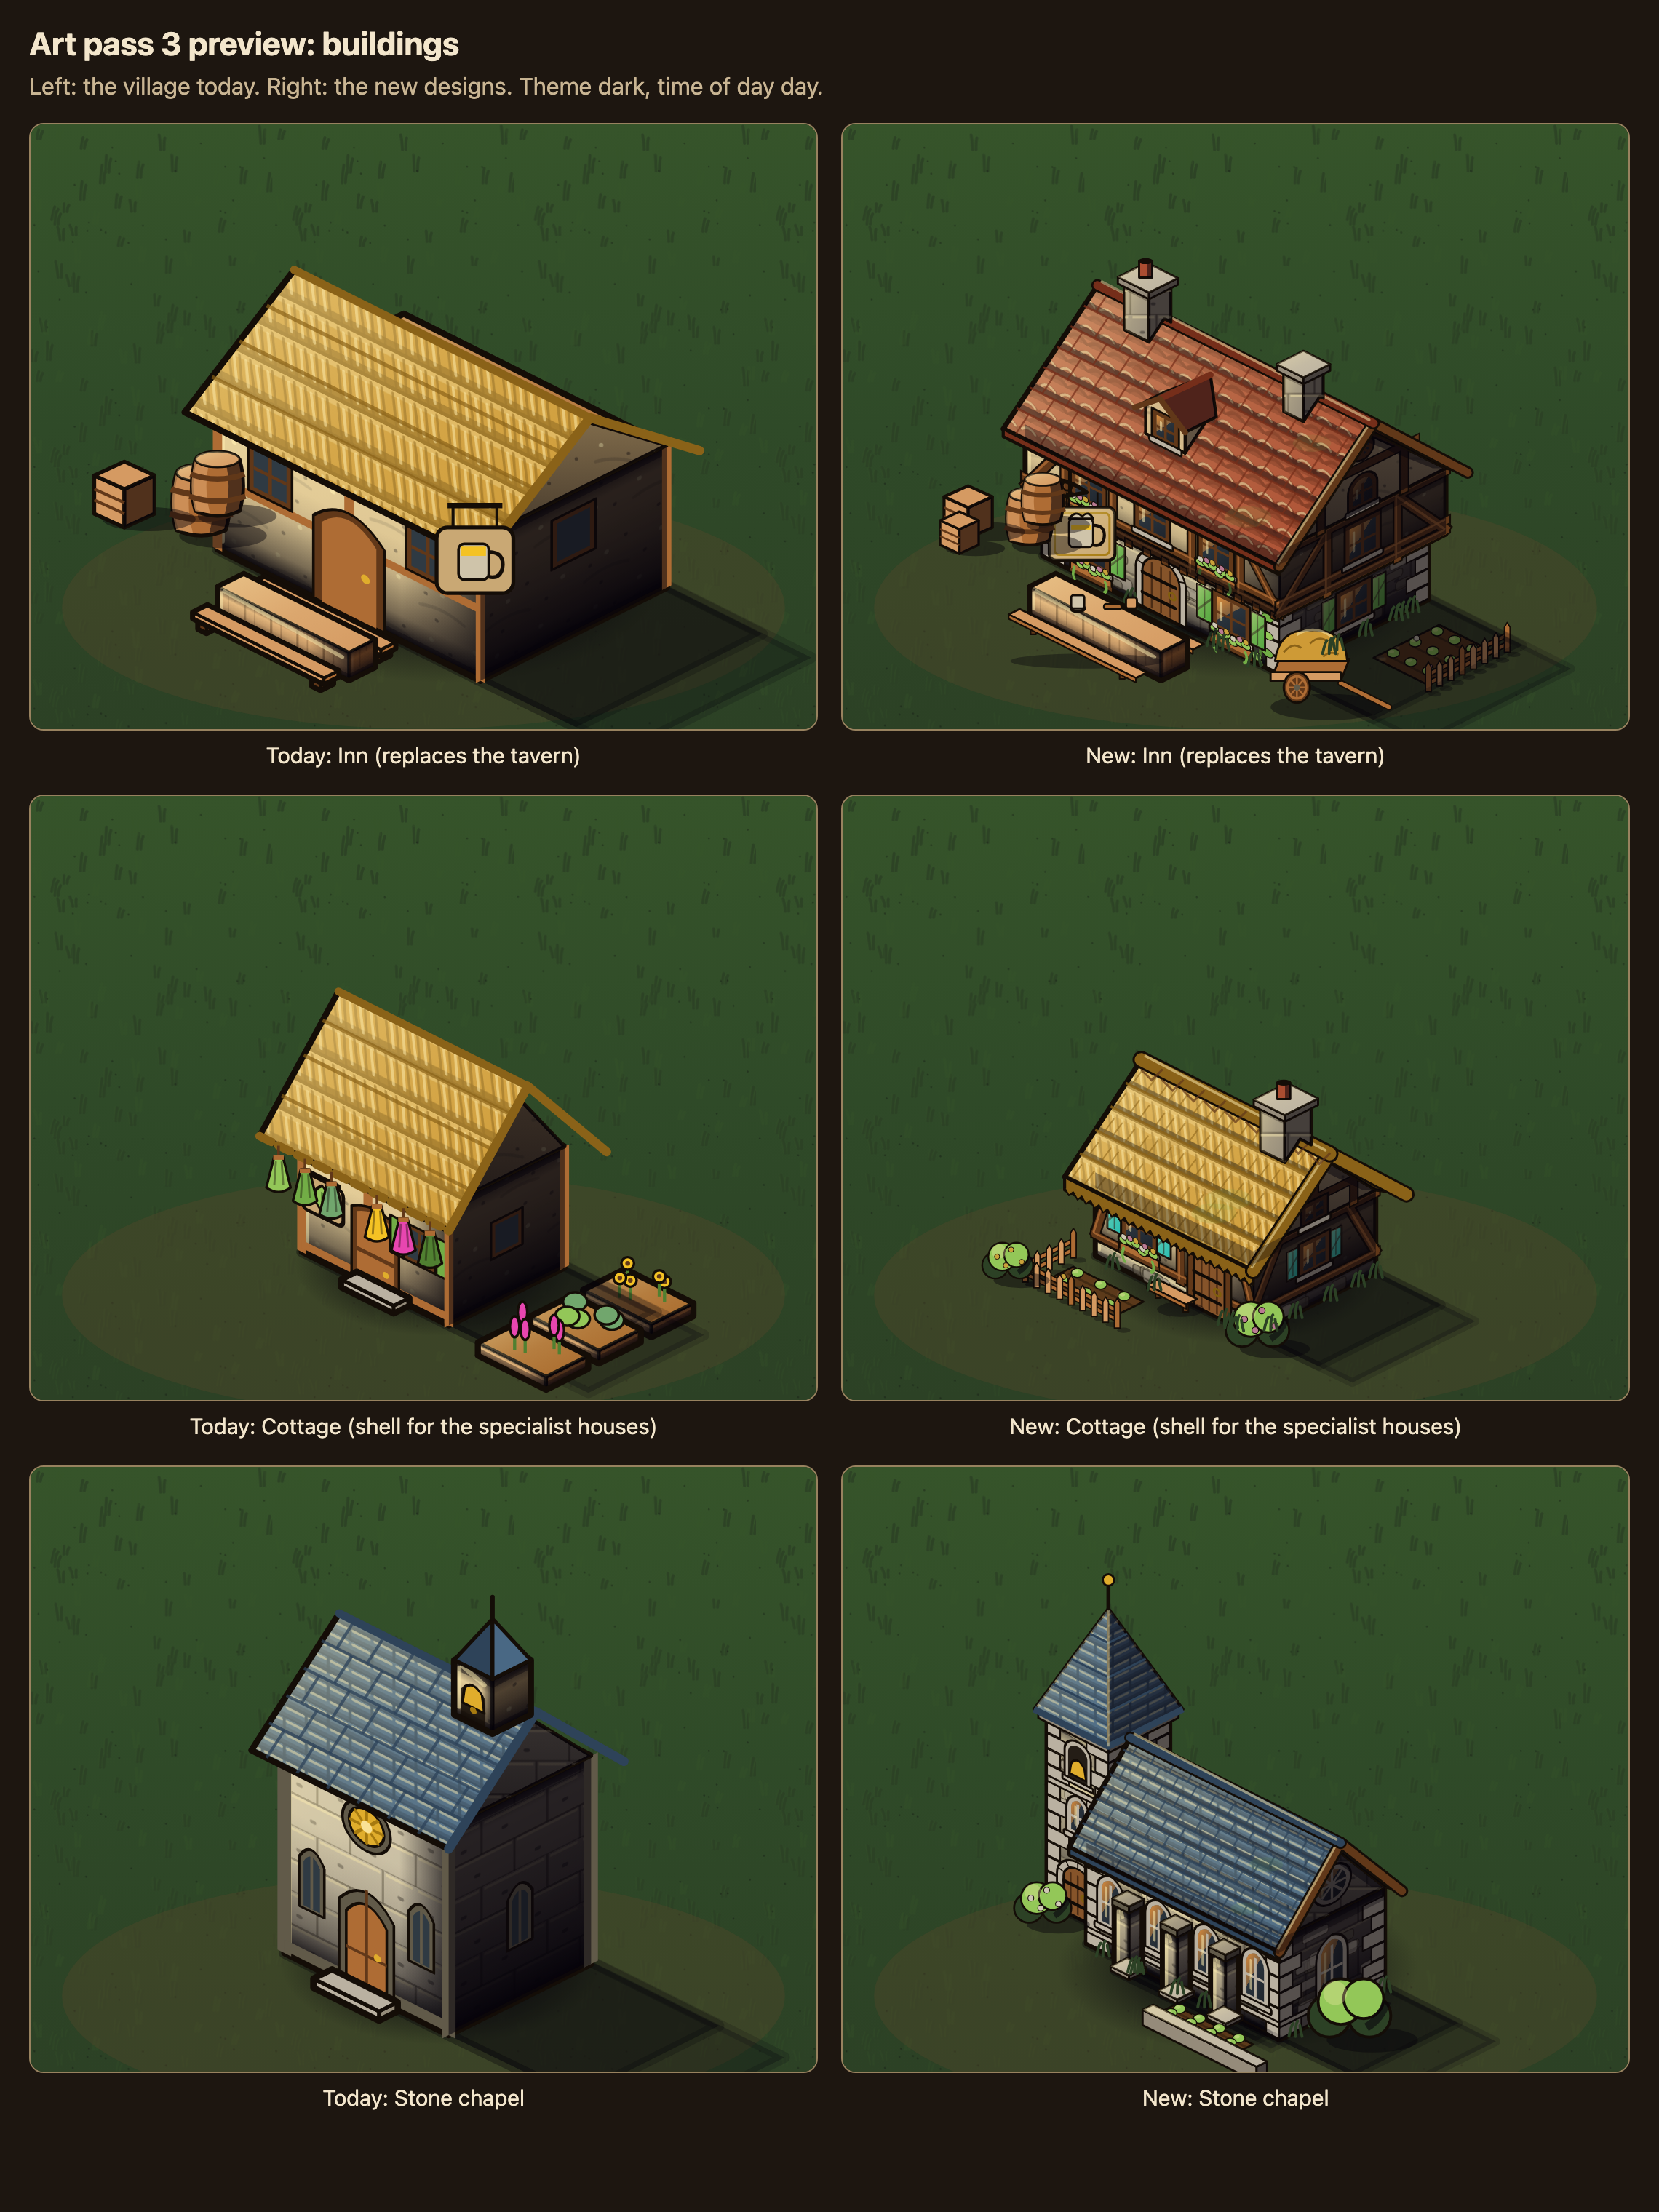 Art pass 3 preview: buildings
Left: the village today. Right: the new designs. Theme dark, time of day day.
Today: Inn (replaces the tavern)
New: Inn (replaces the tavern)
Today: Cottage (shell for the specialist houses)
New: Cottage (shell for the specialist houses)
Today: Stone chapel
New: Stone chapel